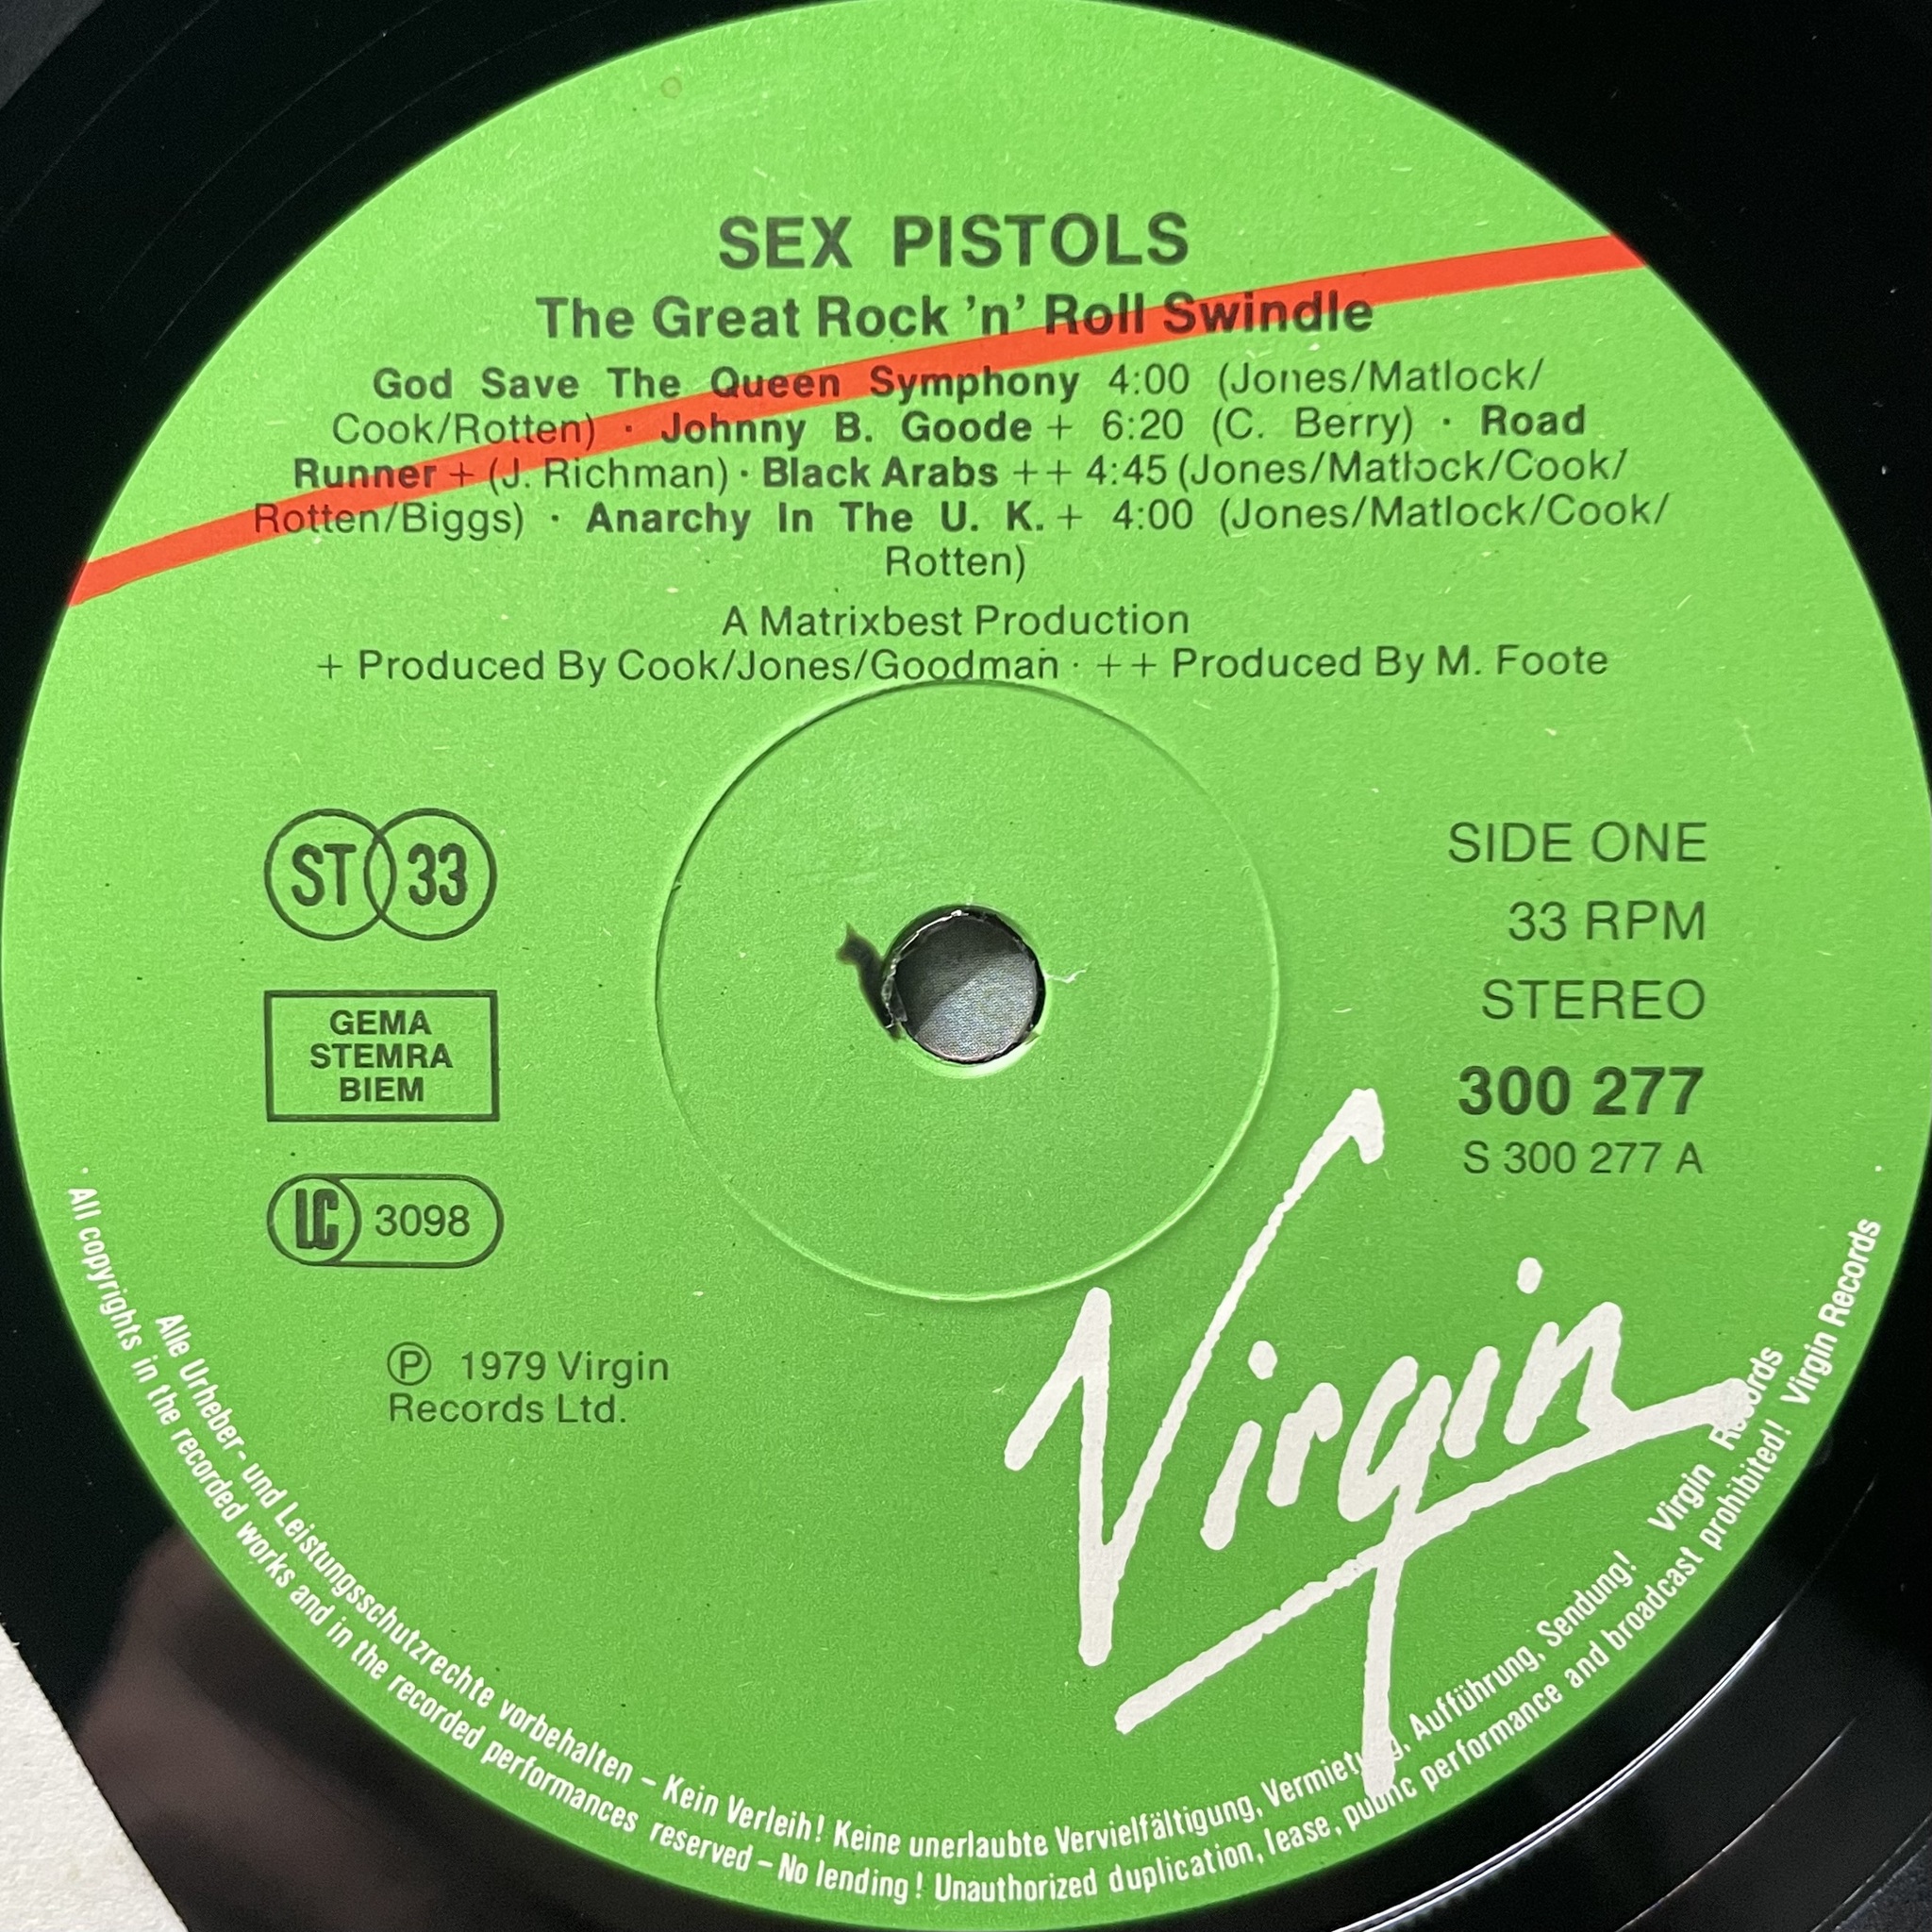 SEX PISTOLS
The Great Rock 'n' Roll Swindle
God Save The Queen Symphony 4:00 (Jones/Matlock/
Cook/Rotten) · Johnny B. Goode + 6:20 (C. Berry) · Road
Runner + (J. Richman) · Black Arabs ++ 4:45 (Jones/Matlock/Cook/
Rotten/Biggs) · Anarchy In The U. K. + 4:00 (Jones/Matlock/Cook/
Rotten)
A Matrixbest Production
+ Produced By Cook/Jones/Goodman · ++ Produced By M. Foote
ST 33
GEMA
STEMRA
BIEM
LC 3098
SIDE ONE
33 RPM
STEREO
300 277
S 300 277 A
Ⓟ 1979 Virgin
Records Ltd.
Virgin
Alle Urheber- und Leistungsschutzrechte vorbehalten – Kein Verleih! Keine unerlaubte Vervielfältigung, Vermietung, Aufführung, Sendung! Virgin Records
All copyrights in the recorded works and in the recorded performances reserved – No lending! Unauthorized duplication, lease, public performance and broadcast prohibited! Virgin Records